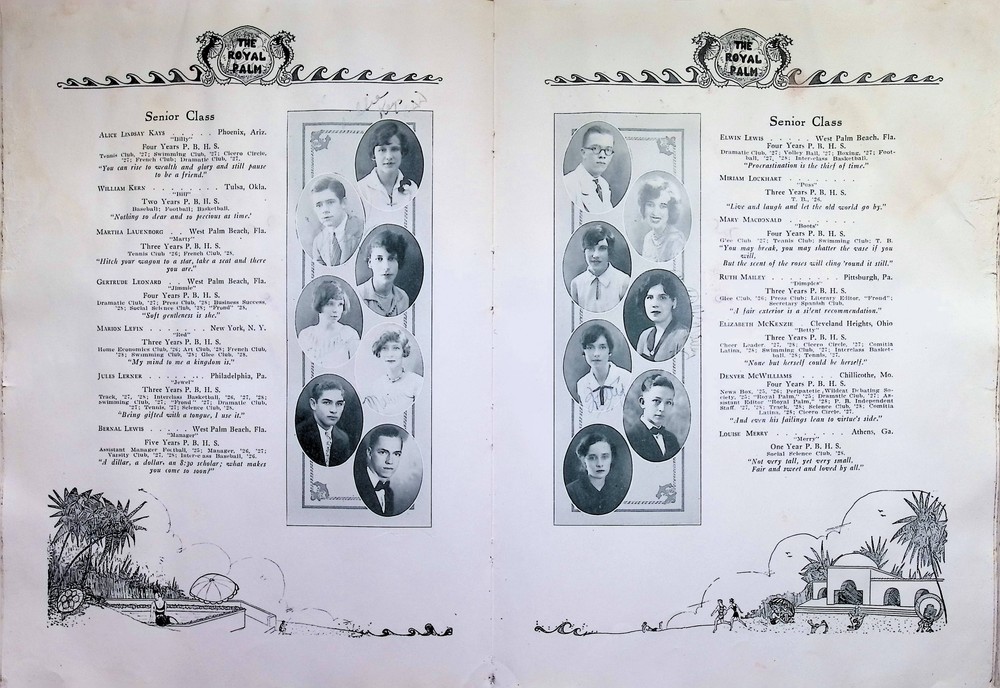 THE
ROYAL
PALM
Senior Class
ALICE LINDSAY KAYS . . . . . Phoenix, Ariz.
Four Years P. B. H. S.
Tennis Club, '27; Swimming Club, '27; Cicero Circle,
'27; French Club; Dramatic Club, '27.
"You can rise to wealth and glory and still pause
to be a friend."
WILLIAM KERN . . . . . . . . Tulsa, Okla.
"Bill"
Two Years P. B. H. S.
Baseball; Football; Basketball.
"Nothing so dear and so precious as time.'
MARTHA LAUENBORG . . West Palm Beach, Fla.
"Marty"
Three Years P. B. H. S.
Tennis Club '26; French Club, '28.
"Hitch your wagon to a star, take a seat and there
you are."
GERTRUDE LEONARD . . West Palm Beach, Fla.
"Jimmie"
Four Years P. B. H. S.
Dramatic Club, '27; Press Club, '28; Business Success,
'28; Social Science Club, '28; "Frond" '28.
"Soft gentleness is she."
MARION LEFIN . . . . . . . New York, N. Y.
"Red"
Three Years P. B. H. S.
Home Economics Club, '26; Art Club, '28; French Club,
'28; Swimming Club, '28; Glee Club, '28.
"My mind to me a kingdom is."
JULES LERNER . . . . . . . . Philadelphia, Pa.
"Jewel"
Three Years P. B. H. S.
Track, '27, '28; Interclass Basketball, '26, '27, '28;
Swimming Club, '27; "Frond" '27; Dramatic Club,
'27; Tennis, '27; Science Club, '28.
"Being gifted with a tongue, I use it."
BERNAL LEWIS . . . . . West Palm Beach, Fla.
"Manager"
Five Years P. B. H. S.
Assistant Manager Football, '25; Manager, '26, '27;
Varsity Club, '27, '28; Inter-class Baseball, '26.
"A dillar, a dollar, an 8:30 scholar; what makes
you come so soon?"
THE
ROYAL
PALM
Senior Class
ELWIN LEWIS . . . . . . West Palm Beach, Fla.
Four Years P. B. H. S.
Dramatic Club, '27; Volley Ball, '27; Boxing, '27; Foot-
ball, '27, '28; Inter-class Basketball.
"Procrastination is the thief of time."
MIRIAM LOCKHART . . . . . . . . .
Three Years P. B. H. S.
T. B., '26.
"Live and laugh and let the old world go by."
MARY MACDONALD . . . . . . . . .
"Boots"
Four Years P. B. H. S.
Glee Club '27; Tennis Club; Swimming Club; T. B.
"You may break, you may shatter the vase if you
will,
But the scent of the roses will cling 'round it still."
RUTH MAILEY . . . . . . . . . Pittsburgh, Pa.
"Dimples"
Three Years P. B. H. S.
Glee Club, '26; Press Club; Literary Editor, "Frond";
Secretary Spanish Club.
"A fair exterior is a silent recommendation."
ELIZABETH MCKENZIE . Cleveland Heights, Ohio
"Betty"
Three Years P. B. H. S.
Cheer Leader, '27, '28; Cicero Circle, '27; Comitia
Latina, '28; Swimming Club, '27; Interclass Basket-
ball, '28; Tennis, '27.
"None but herself could be herself."
DENVER MCWILLIAMS . . . . Chillicothe, Mo.
Four Years P. B. H. S.
News Box, '25, '26; Peripatetic, Wildcat Debating So-
ciety, '25; "Royal Palm," '25; Dramatic Club, '27; As-
sistant Editor "Royal Palm," '28; P. B. Independent
Staff, '27, '28; Track, '28; Science Club, '28; Comitia
Latina, '28; Cicero Circle, '27.
"And even his failings lean to virtue's side."
LOUISE MERRY . . . . . . . . . Athens, Ga.
"Merry"
One Year P. B. H. S.
Social Science Club, '28.
"Not very tall, yet very small,
Fair and sweet and loved by all."